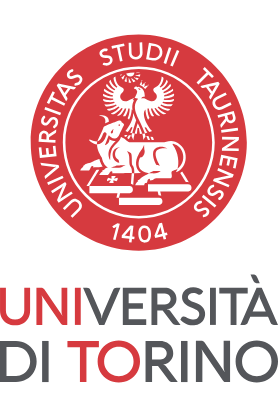 UNIVERSITAS STUDII TAURINENSIS
1404
UNIVERSITÀ
DI TORINO